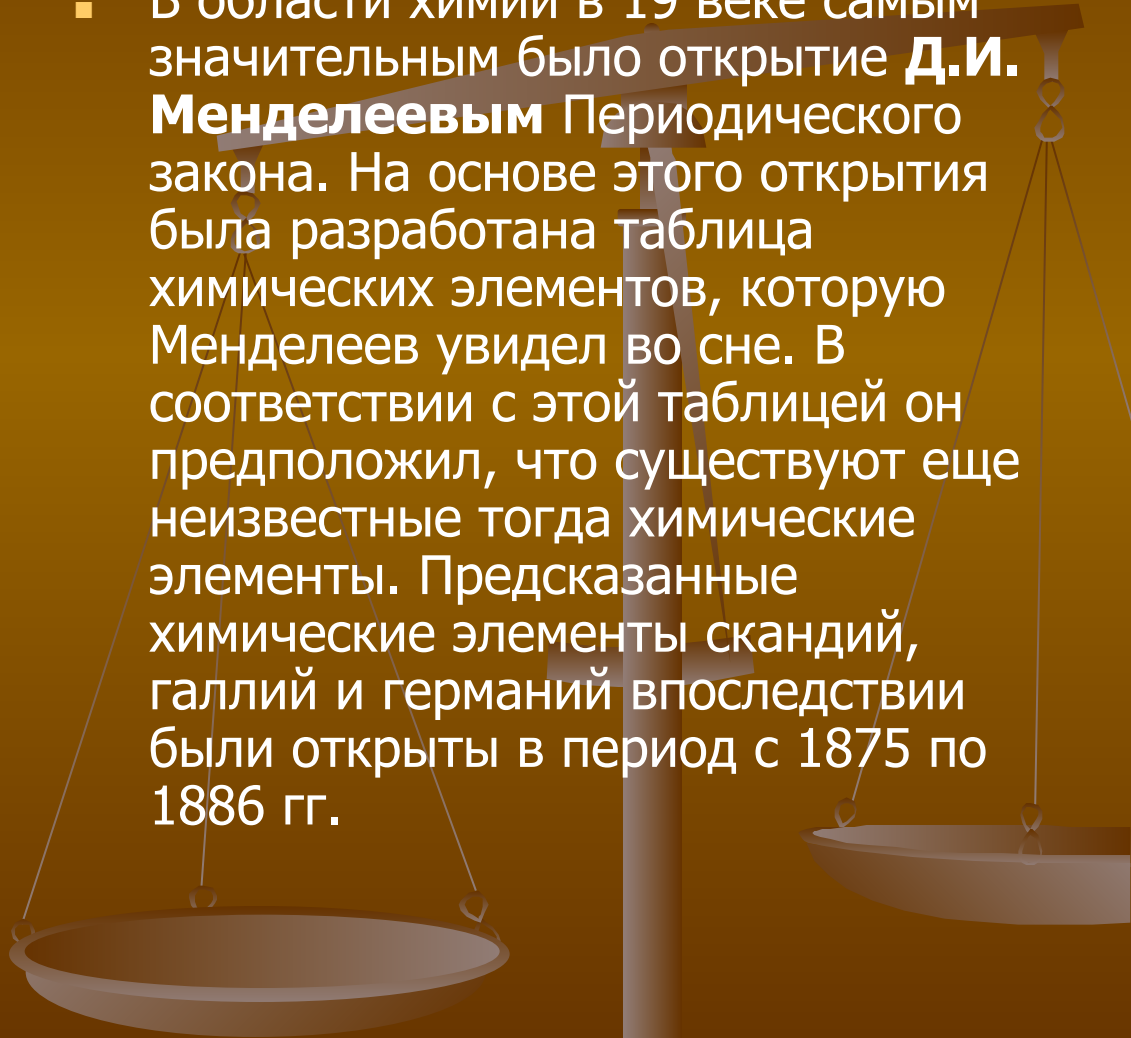 В области химии в 19 веке самым
значительным было открытие Д.И.
Менделеевым Периодического
закона. На основе этого открытия
была разработана таблица
химических элементов, которую
Менделеев увидел во сне. В
соответствии с этой таблицей он
предположил, что существуют еще
неизвестные тогда химические
элементы. Предсказанные
химические элементы скандий,
галлий и германий впоследствии
были открыты в период с 1875 по
1886 гг.